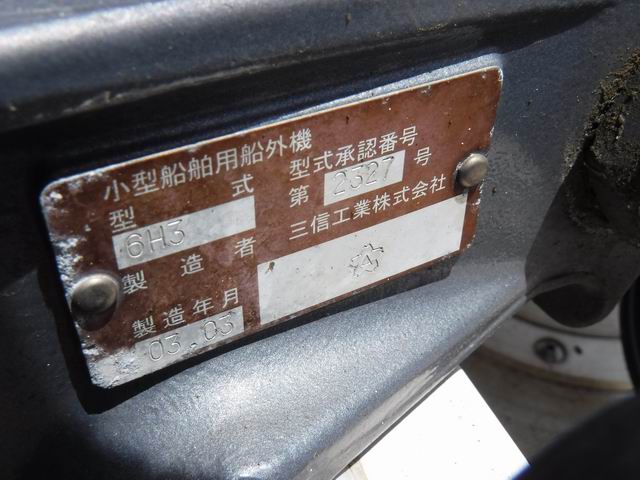 小型船舶用船外機
型式 6H3 型式承認番号 第 2327 号
製造者 三信工業株式会社
製造年月 03.03